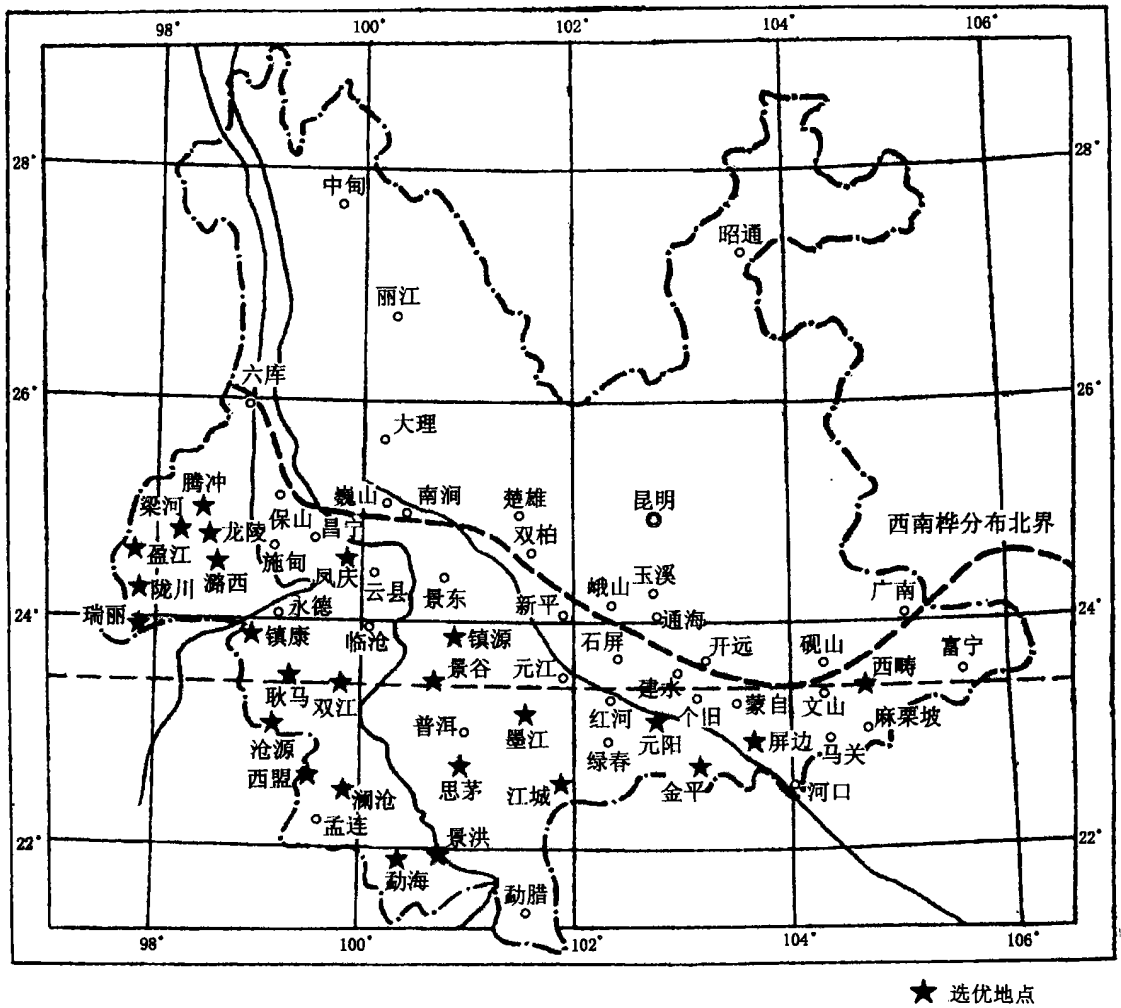 98° 100° 102° 104° 106°
28° 28°
中甸
昭通
丽江
六库
26° 26°
大理
腾冲
梁河
巍山 南涧 楚雄 昆明
保山 昌宁 双柏 西南桦分布北界
龙陵
盈江 施甸
陇川 潞西 凤庆 云县 景东 峨山 玉溪 广南
24° 瑞丽 永德 新平 通海 24°
镇康 临沧 镇源 石屏 开远 砚山 富宁
景谷 元江 建水 西畴
耿马 双江 个旧 蒙自 文山 麻栗坡
沧源 普洱 墨江 红河 元阳 屏边 马关
西盟 绿春
澜沧 思茅 江城 金平 河口
孟连
22° 景洪 22°
勐海 勐腊
98° 100° 102° 104° 106°
★ 选优地点